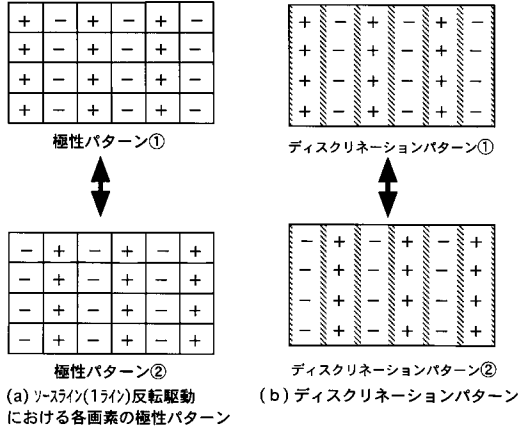 + − + − + −
+ − + − + −
+ − + − + −
+ − + − + −
極性パターン①
− + − + − +
− + − + − +
− + − + − +
− + − + − +
極性パターン②
(a) ソースライン(1ライン)反転駆動
における各画素の極性パターン
+ − + − + −
+ − + − + −
+ − + − + −
+ − + − + −
ディスクリネーションパターン①
− + − + − +
− + − + − +
− + − + − +
− + − + − +
ディスクリネーションパターン②
(b) ディスクリネーションパターン